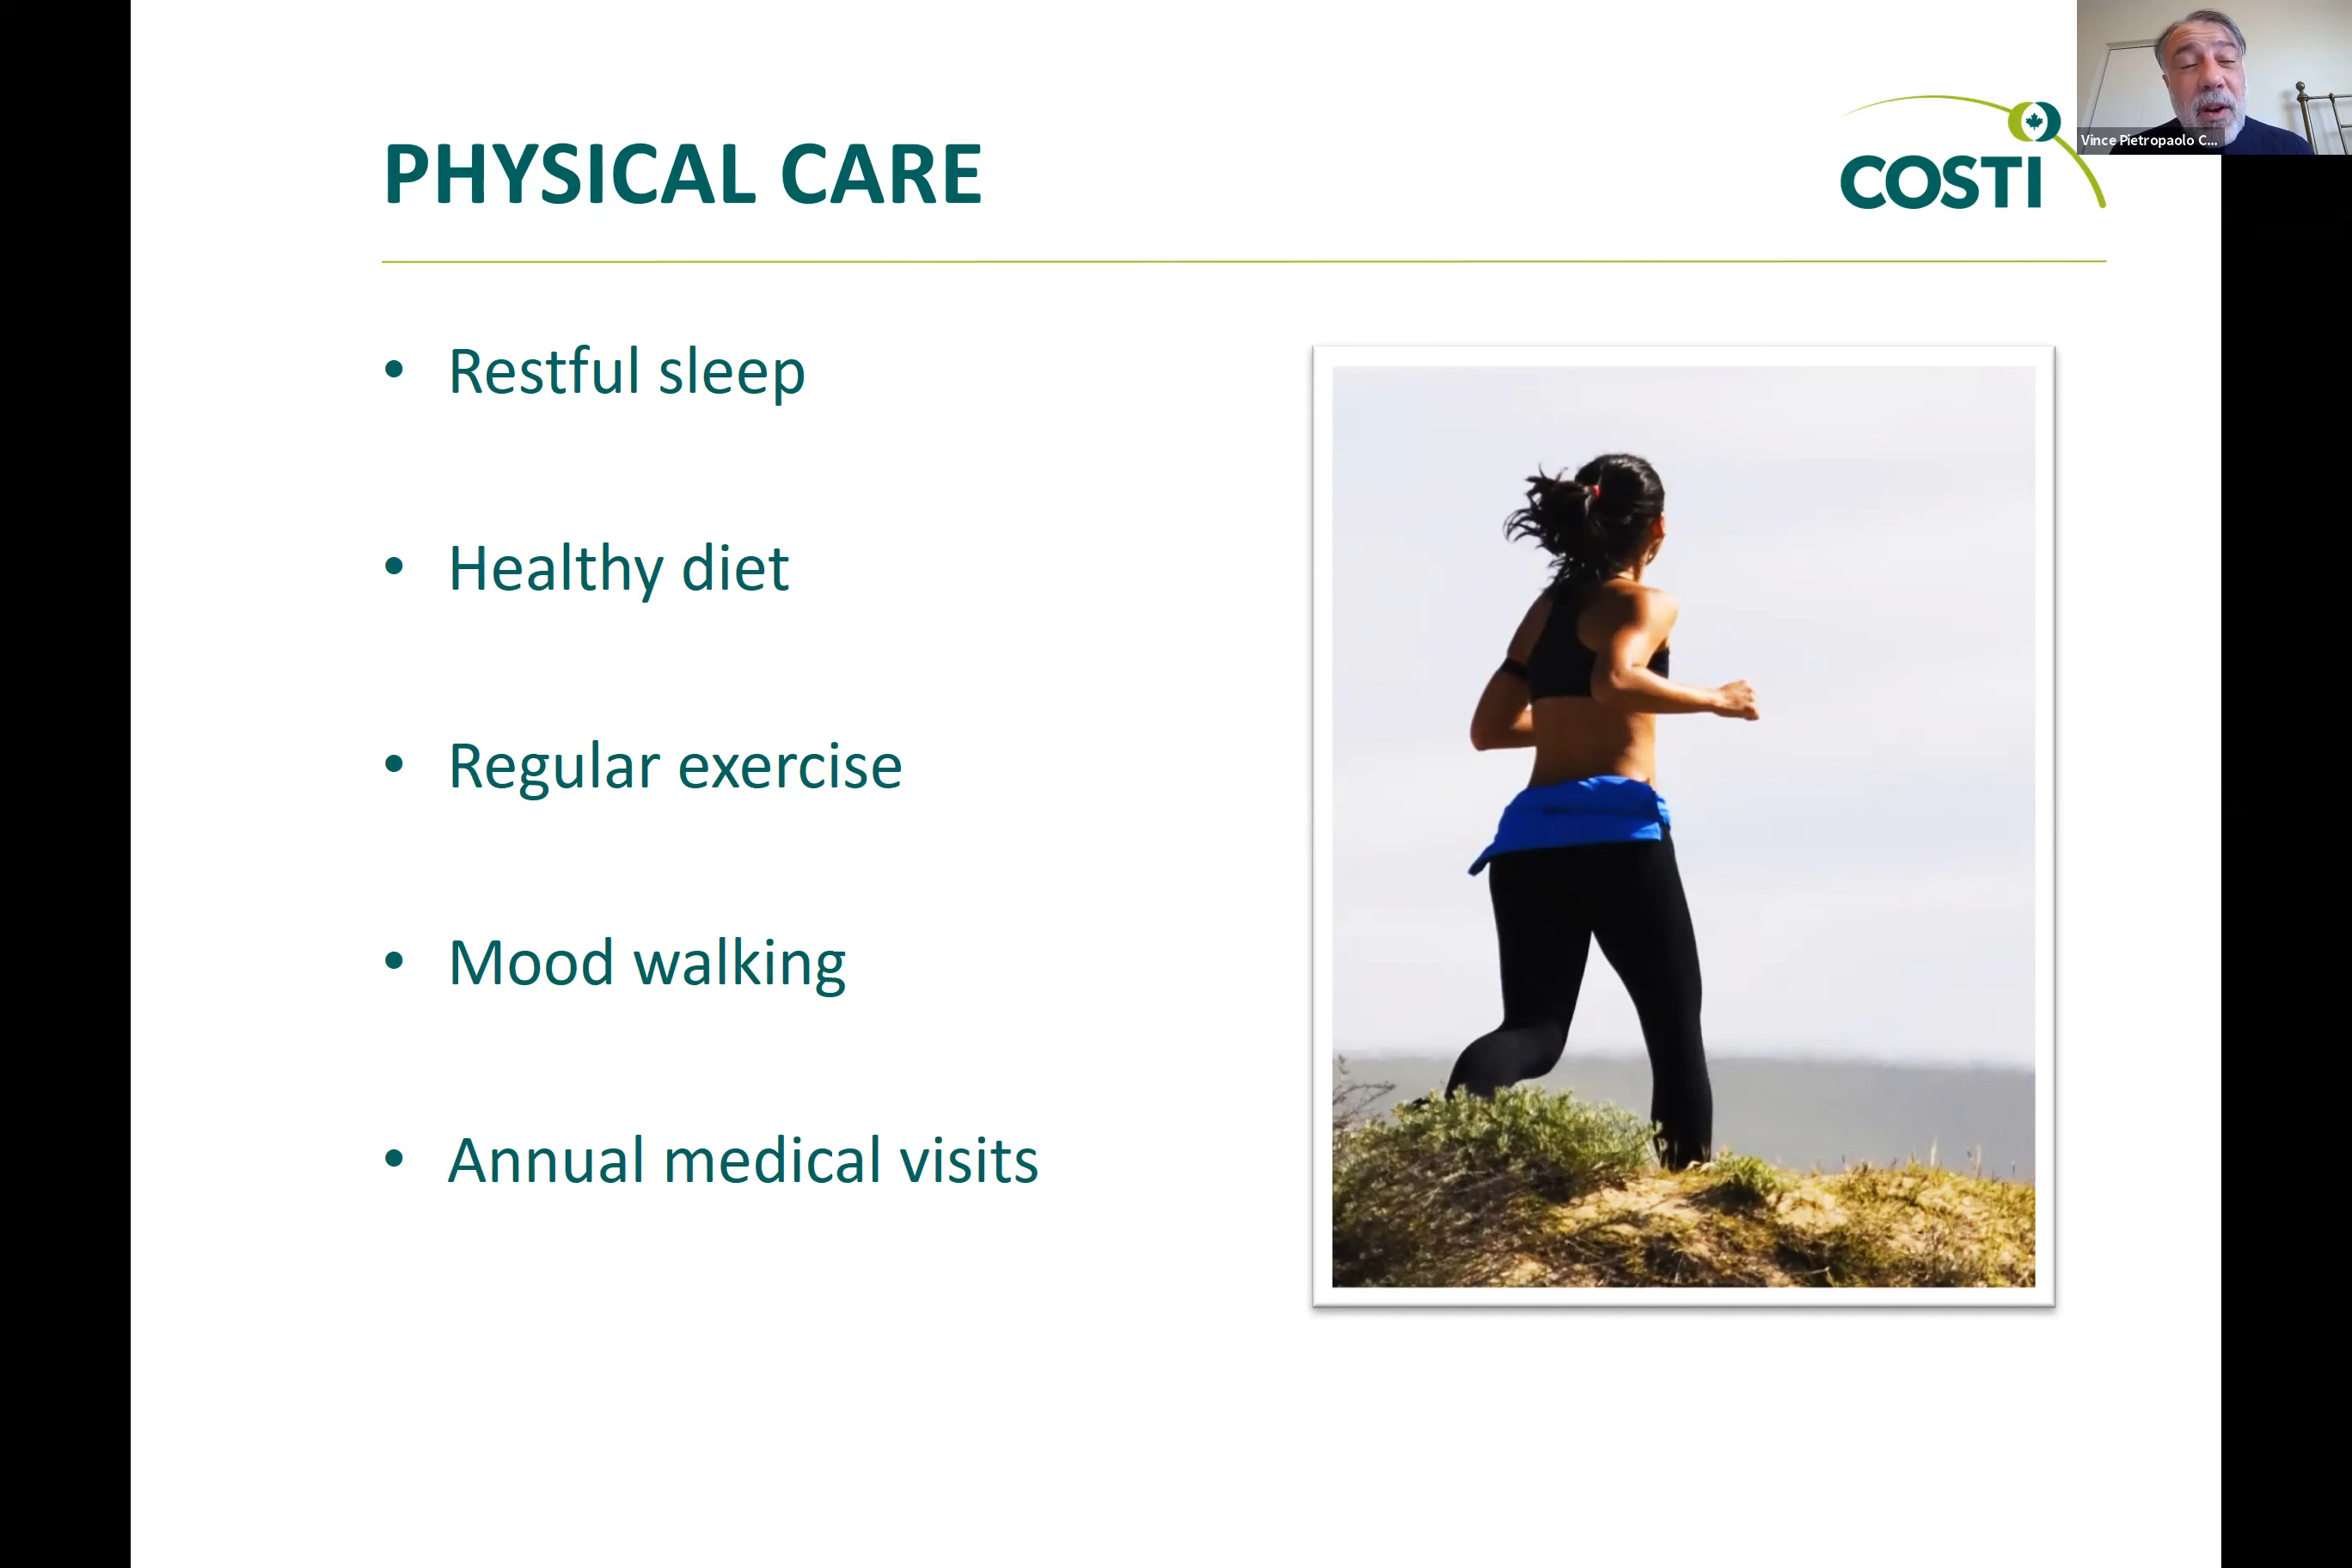 PHYSICAL CARE
COSTI
Vince Pietropaolo C...
• Restful sleep
• Healthy diet
• Regular exercise
• Mood walking
• Annual medical visits